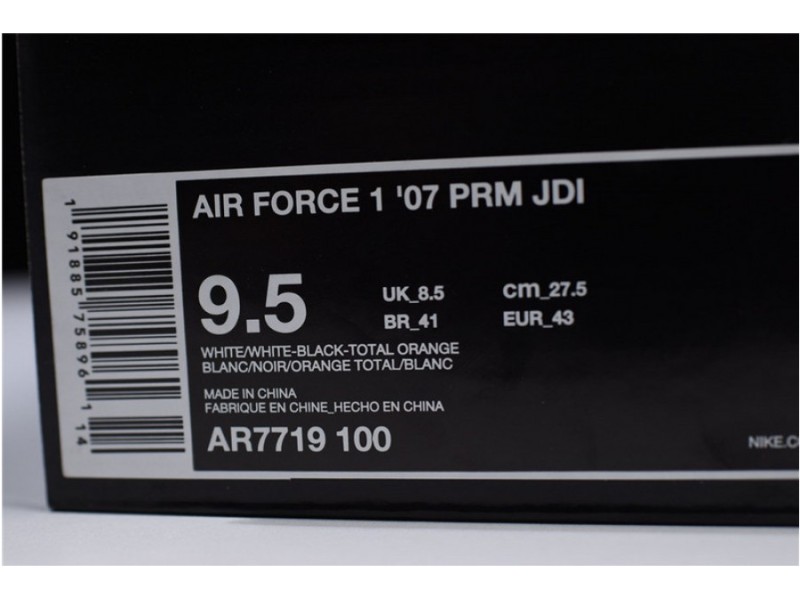 AIR FORCE 1 '07 PRM JDI
9.5
UK_8.5
cm_27.5
BR_41
EUR_43
WHITE/WHITE-BLACK-TOTAL ORANGE
BLANC/NOIR/ORANGE TOTAL/BLANC
MADE IN CHINA
FABRIQUE EN CHINE_HECHO EN CHINA
AR7719 100
NIKE.C
1 91885 75896 1 14